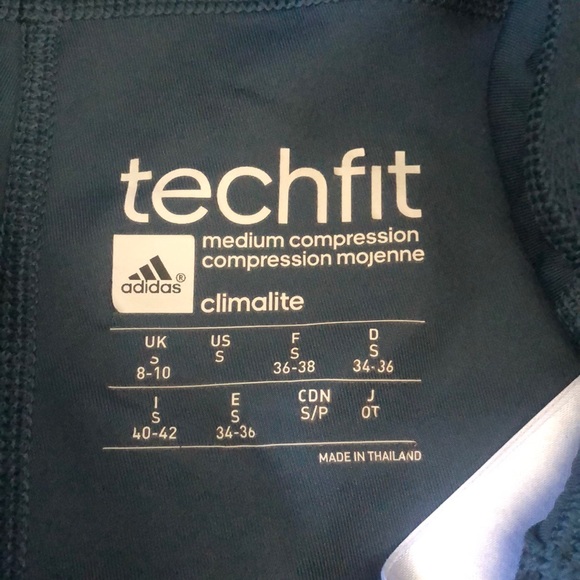 techfit
adidas®
medium compression
compression mojenne
climalite
UK US F D
S S S S
8-10 36-38 34-36
I E CDN J
S S S/P OT
40-42 34-36
MADE IN THAILAND